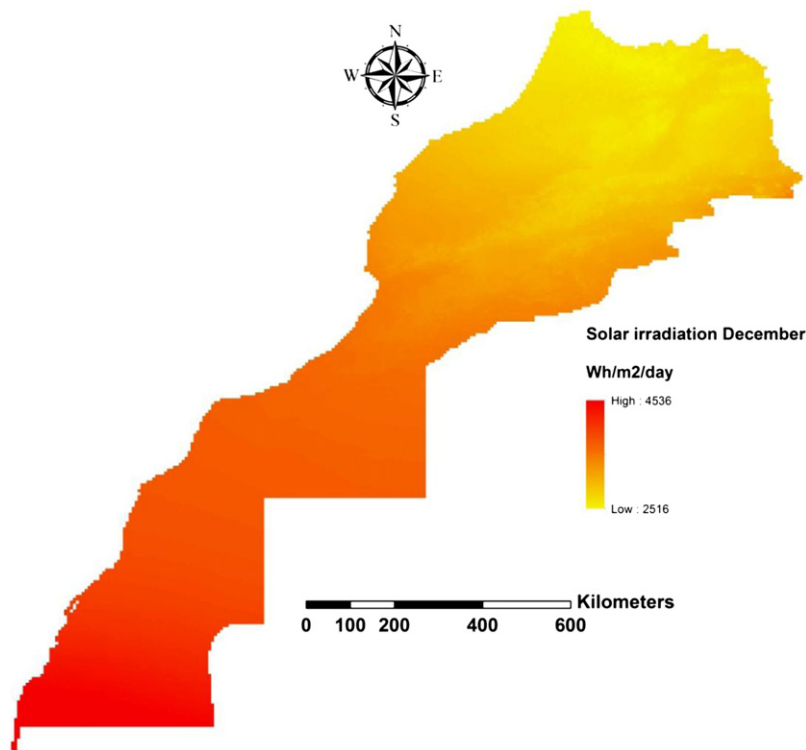 N
W E
S
Solar irradiation December
Wh/m2/day
High : 4536
Low : 2516
Kilometers
0 100 200 400 600